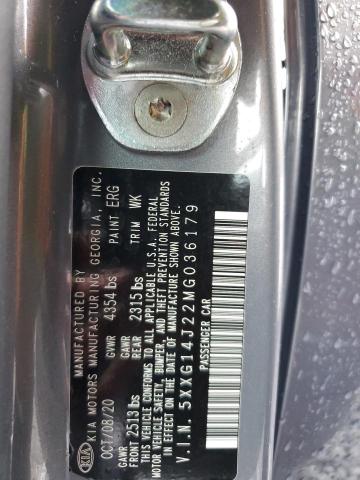 KIA
MANUFACTURED BY
KIA MOTORS MANUFACTURING GEORGIA, INC.
OCT/08/20 GVWR 4354 lbs PAINT ERG
GAWR FRONT 2513 lbs GAWR REAR 2315 lbs TRIM WK
THIS VEHICLE CONFORMS TO ALL APPLICABLE U.S.A. FEDERAL
MOTOR VEHICLE SAFETY, BUMPER, AND THEFT PREVENTION STANDARDS
IN EFFECT ON THE DATE OF MANUFACTURE SHOWN ABOVE.
V.I.N. 5XXG14J22MG036179
PASSENGER CAR